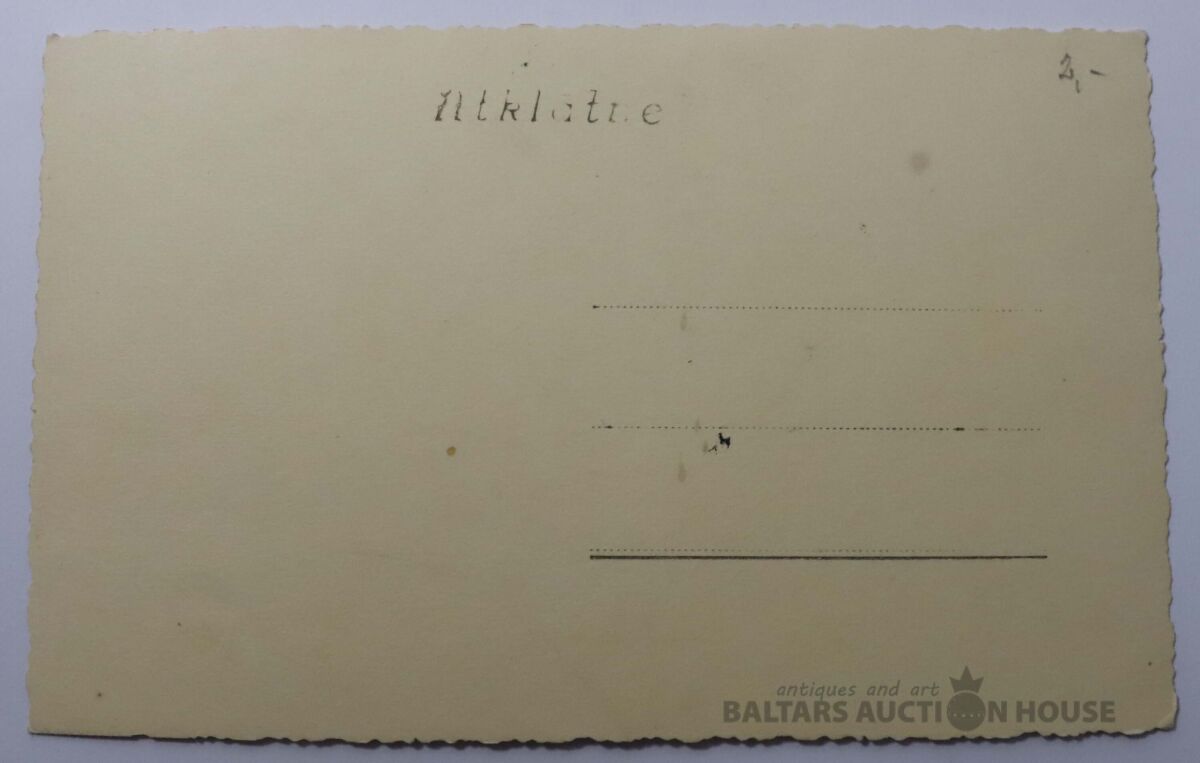 Atklātne
2,-
antiques and art
BALTARS AUCTION HOUSE